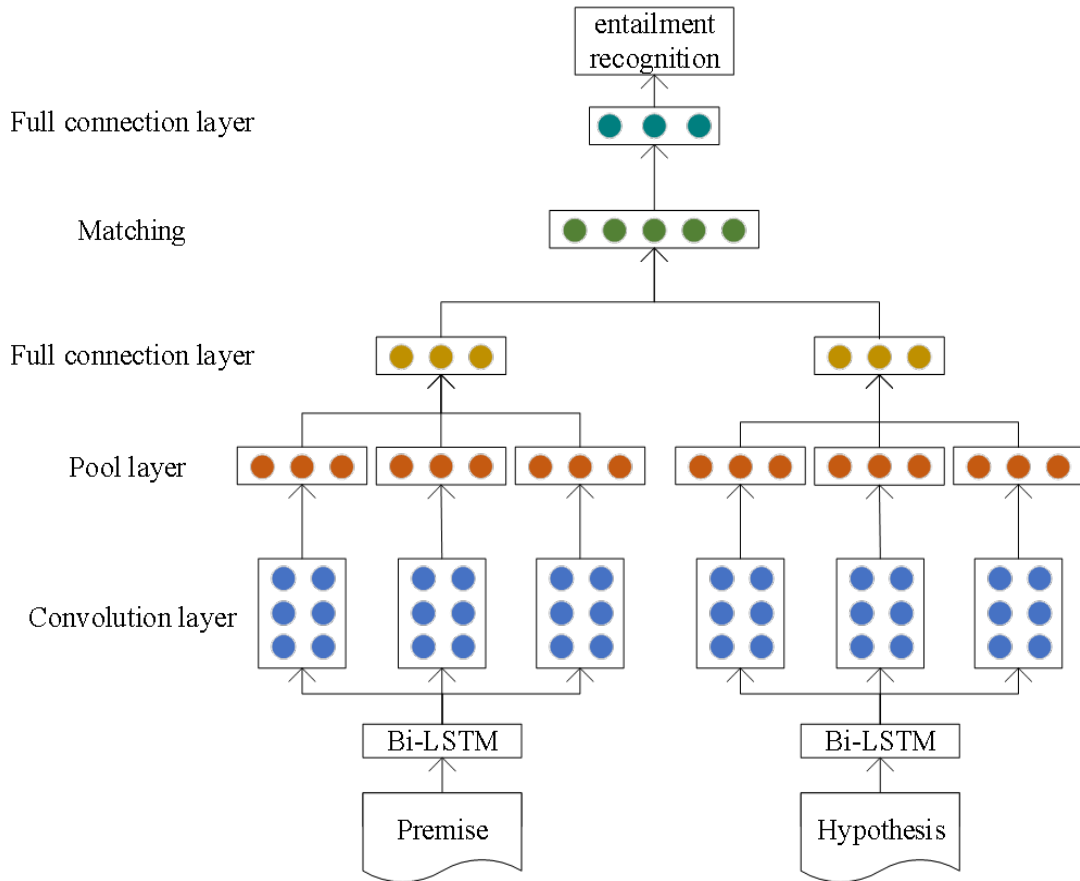 entailment
recognition
Full connection layer
Matching
Full connection layer
Pool layer
Convolution layer
Bi-LSTM
Bi-LSTM
Premise
Hypothesis